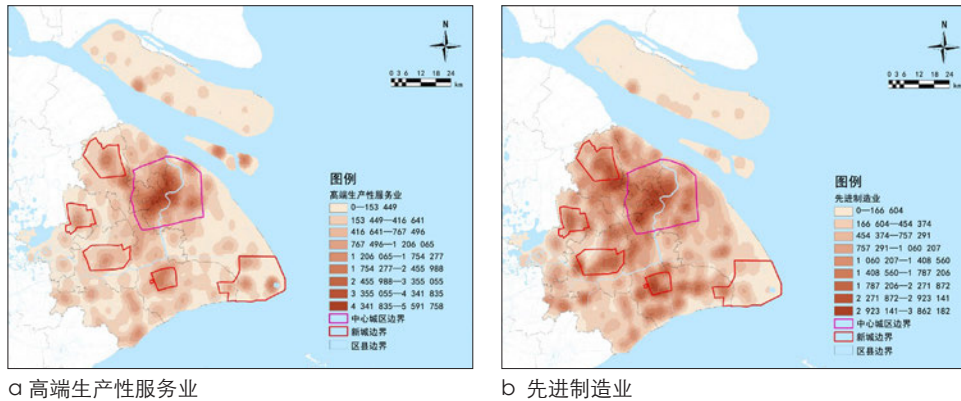 N
0 3 6 12 18 24
km
图例
高端生产性服务业
0—153 449
153 449—416 641
416 641—767 496
767 496—1 206 065
1 206 065—1 754 277
1 754 277—2 455 988
2 455 988—3 355 055
3 355 055—4 341 835
4 341 835—5 591 758
中心城区边界
新城边界
区县边界
a 高端生产性服务业
N
0 3 6 12 18 24
km
图例
先进制造业
0—166 604
166 604—454 374
454 374—757 291
757 291—1 060 207
1 060 207—1 408 560
1 408 560—1 787 206
1 787 206—2 271 872
2 271 872—2 923 141
2 923 141—3 862 182
中心城区边界
新城边界
区县边界
b 先进制造业